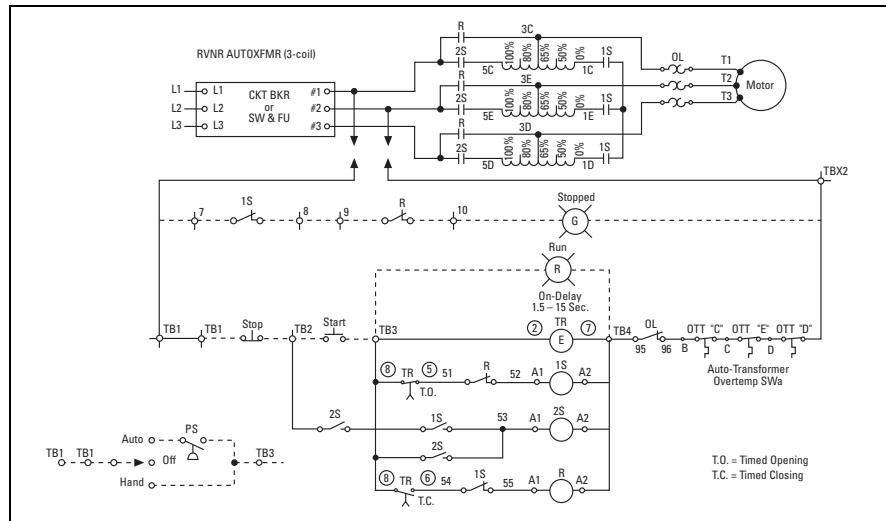 RVNR AUTOXFMR (3-coil)
R 3C
2S 100% 80% 65% 50% 0% 1S
5C 1C
OL T1
L1 L1 CKT BKR #1
L2 L2 or #2
L3 L3 SW & FU #3
R 3E
2S 100% 80% 65% 50% 0% 1S
5E 1E
T2 Motor
T3
R 3D
2S 100% 80% 65% 50% 0% 1S
5D 1D
TBX2
7 1S 8 9 R 10 Stopped
G
Run
R
On-Delay
1.5 – 15 Sec.
TB1 TB1 Stop TB2 Start TB3 2 TR 7 TB4 OL OTT "C" OTT "E" OTT "D"
E
95 96 B C D
Auto-Transformer
Overtemp SWa
8 TR 5 51 R 52 A1 1S A2
T.O.
2S 1S 53 A1 2S A2
2S
8 TR 6 54 1S 55 A1 R A2
T.C.
Auto PS
TB1 TB1 Off TB3
Hand
T.O. = Timed Opening
T.C. = Timed Closing